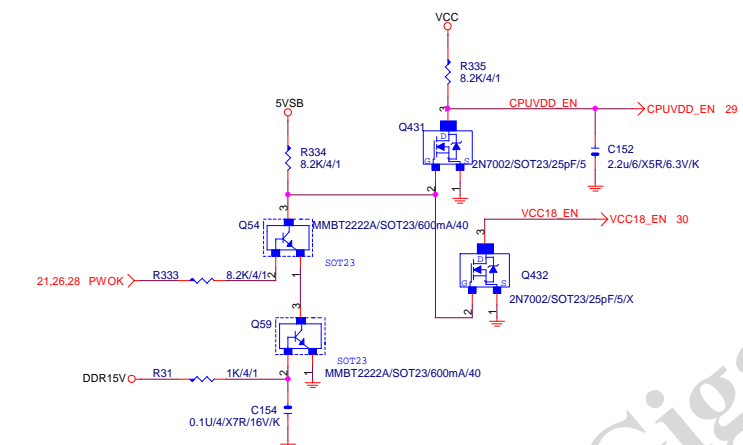 VCC
R335
8.2K/4/1
3
CPUVDD_EN
CPUVDD_EN 29
5VSB
Q431
D
G
S
2N7002/SOT23/25pF/5
C152
2.2u/6/X5R/6.3V/K
R334
8.2K/4/1
2
1
3
Q54
MMBT2222A/SOT23/600mA/40
SOT23
VCC18_EN
VCC18_EN 30
3
D
G
S
Q432
2N7002/SOT23/25pF/5/X
21,26,28 PWOK
R333
8.2K/4/1
2
1
2
1
3
Q59
SOT23
MMBT2222A/SOT23/600mA/40
DDR15V
R31
1K/4/1
2
1
C154
0.1U/4/X7R/16V/K